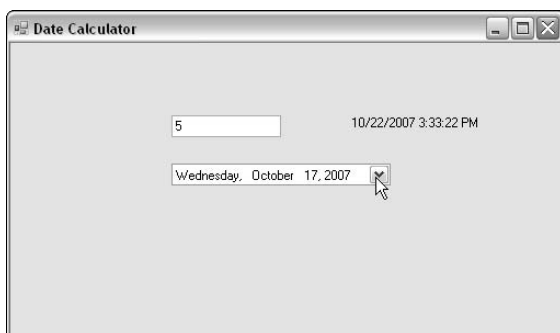 Date Calculator
5
10/22/2007 3:33:22 PM
Wednesday, October 17, 2007